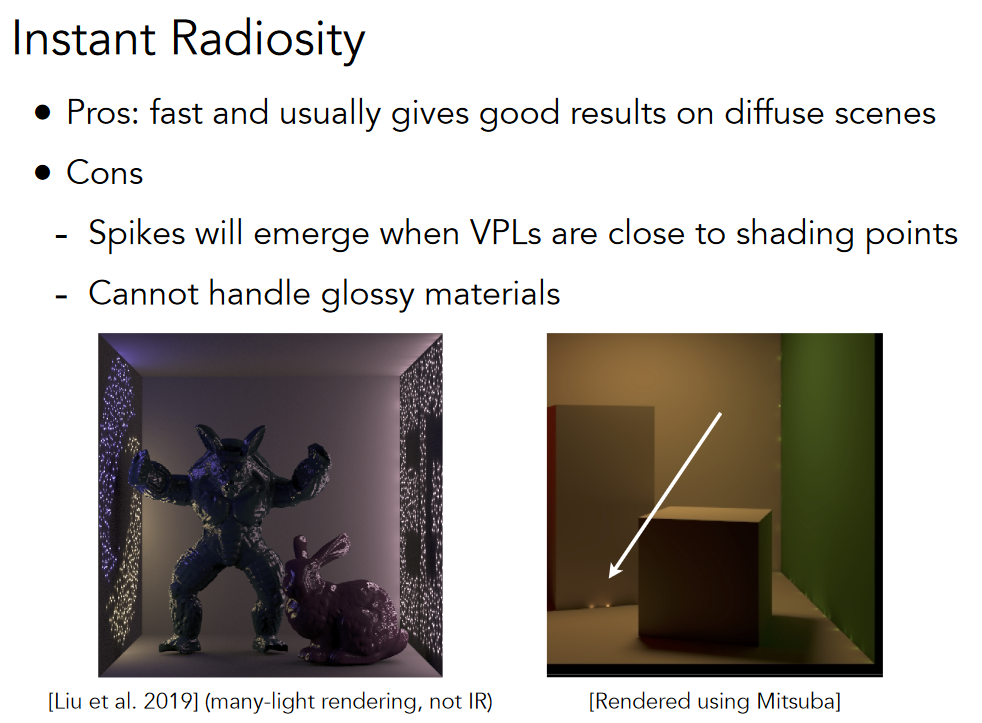 Instant Radiosity
● Pros: fast and usually gives good results on diffuse scenes
● Cons
- Spikes will emerge when VPLs are close to shading points
- Cannot handle glossy materials
[Liu et al. 2019] (many-light rendering, not IR)
[Rendered using Mitsuba]